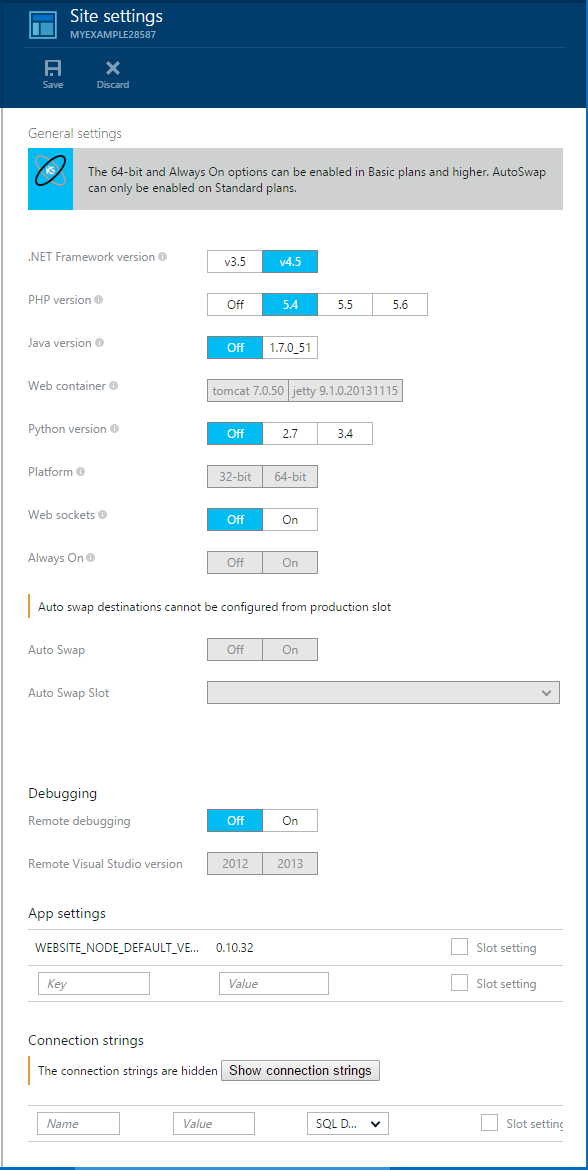 Site settings
MYEXAMPLE28587
Save Discard
General settings
The 64-bit and Always On options can be enabled in Basic plans and higher. AutoSwap
can only be enabled on Standard plans.
.NET Framework version v3.5 v4.5
PHP version Off 5.4 5.5 5.6
Java version Off 1.7.0_51
Web container tomcat 7.0.50 jetty 9.1.0.20131115
Python version Off 2.7 3.4
Platform 32-bit 64-bit
Web sockets Off On
Always On Off On
Auto swap destinations cannot be configured from production slot
Auto Swap Off On
Auto Swap Slot
Debugging
Remote debugging Off On
Remote Visual Studio version 2012 2013
App settings
WEBSITE_NODE_DEFAULT_VE... 0.10.32 Slot setting
Key Value Slot setting
Connection strings
The connection strings are hidden Show connection strings
Name Value SQL D... Slot setting